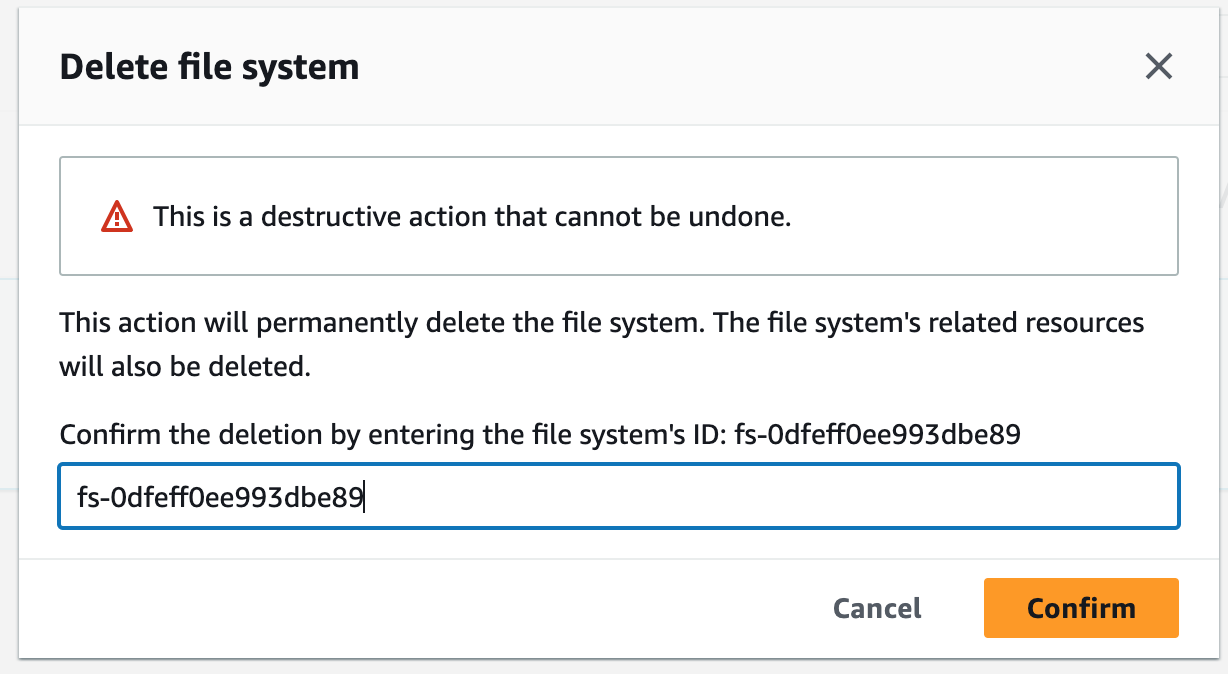 Delete file system
This is a destructive action that cannot be undone.
This action will permanently delete the file system. The file system's related resources
will also be deleted.
Confirm the deletion by entering the file system's ID: fs-0dfeff0ee993dbe89
fs-0dfeff0ee993dbe89
Cancel
Confirm